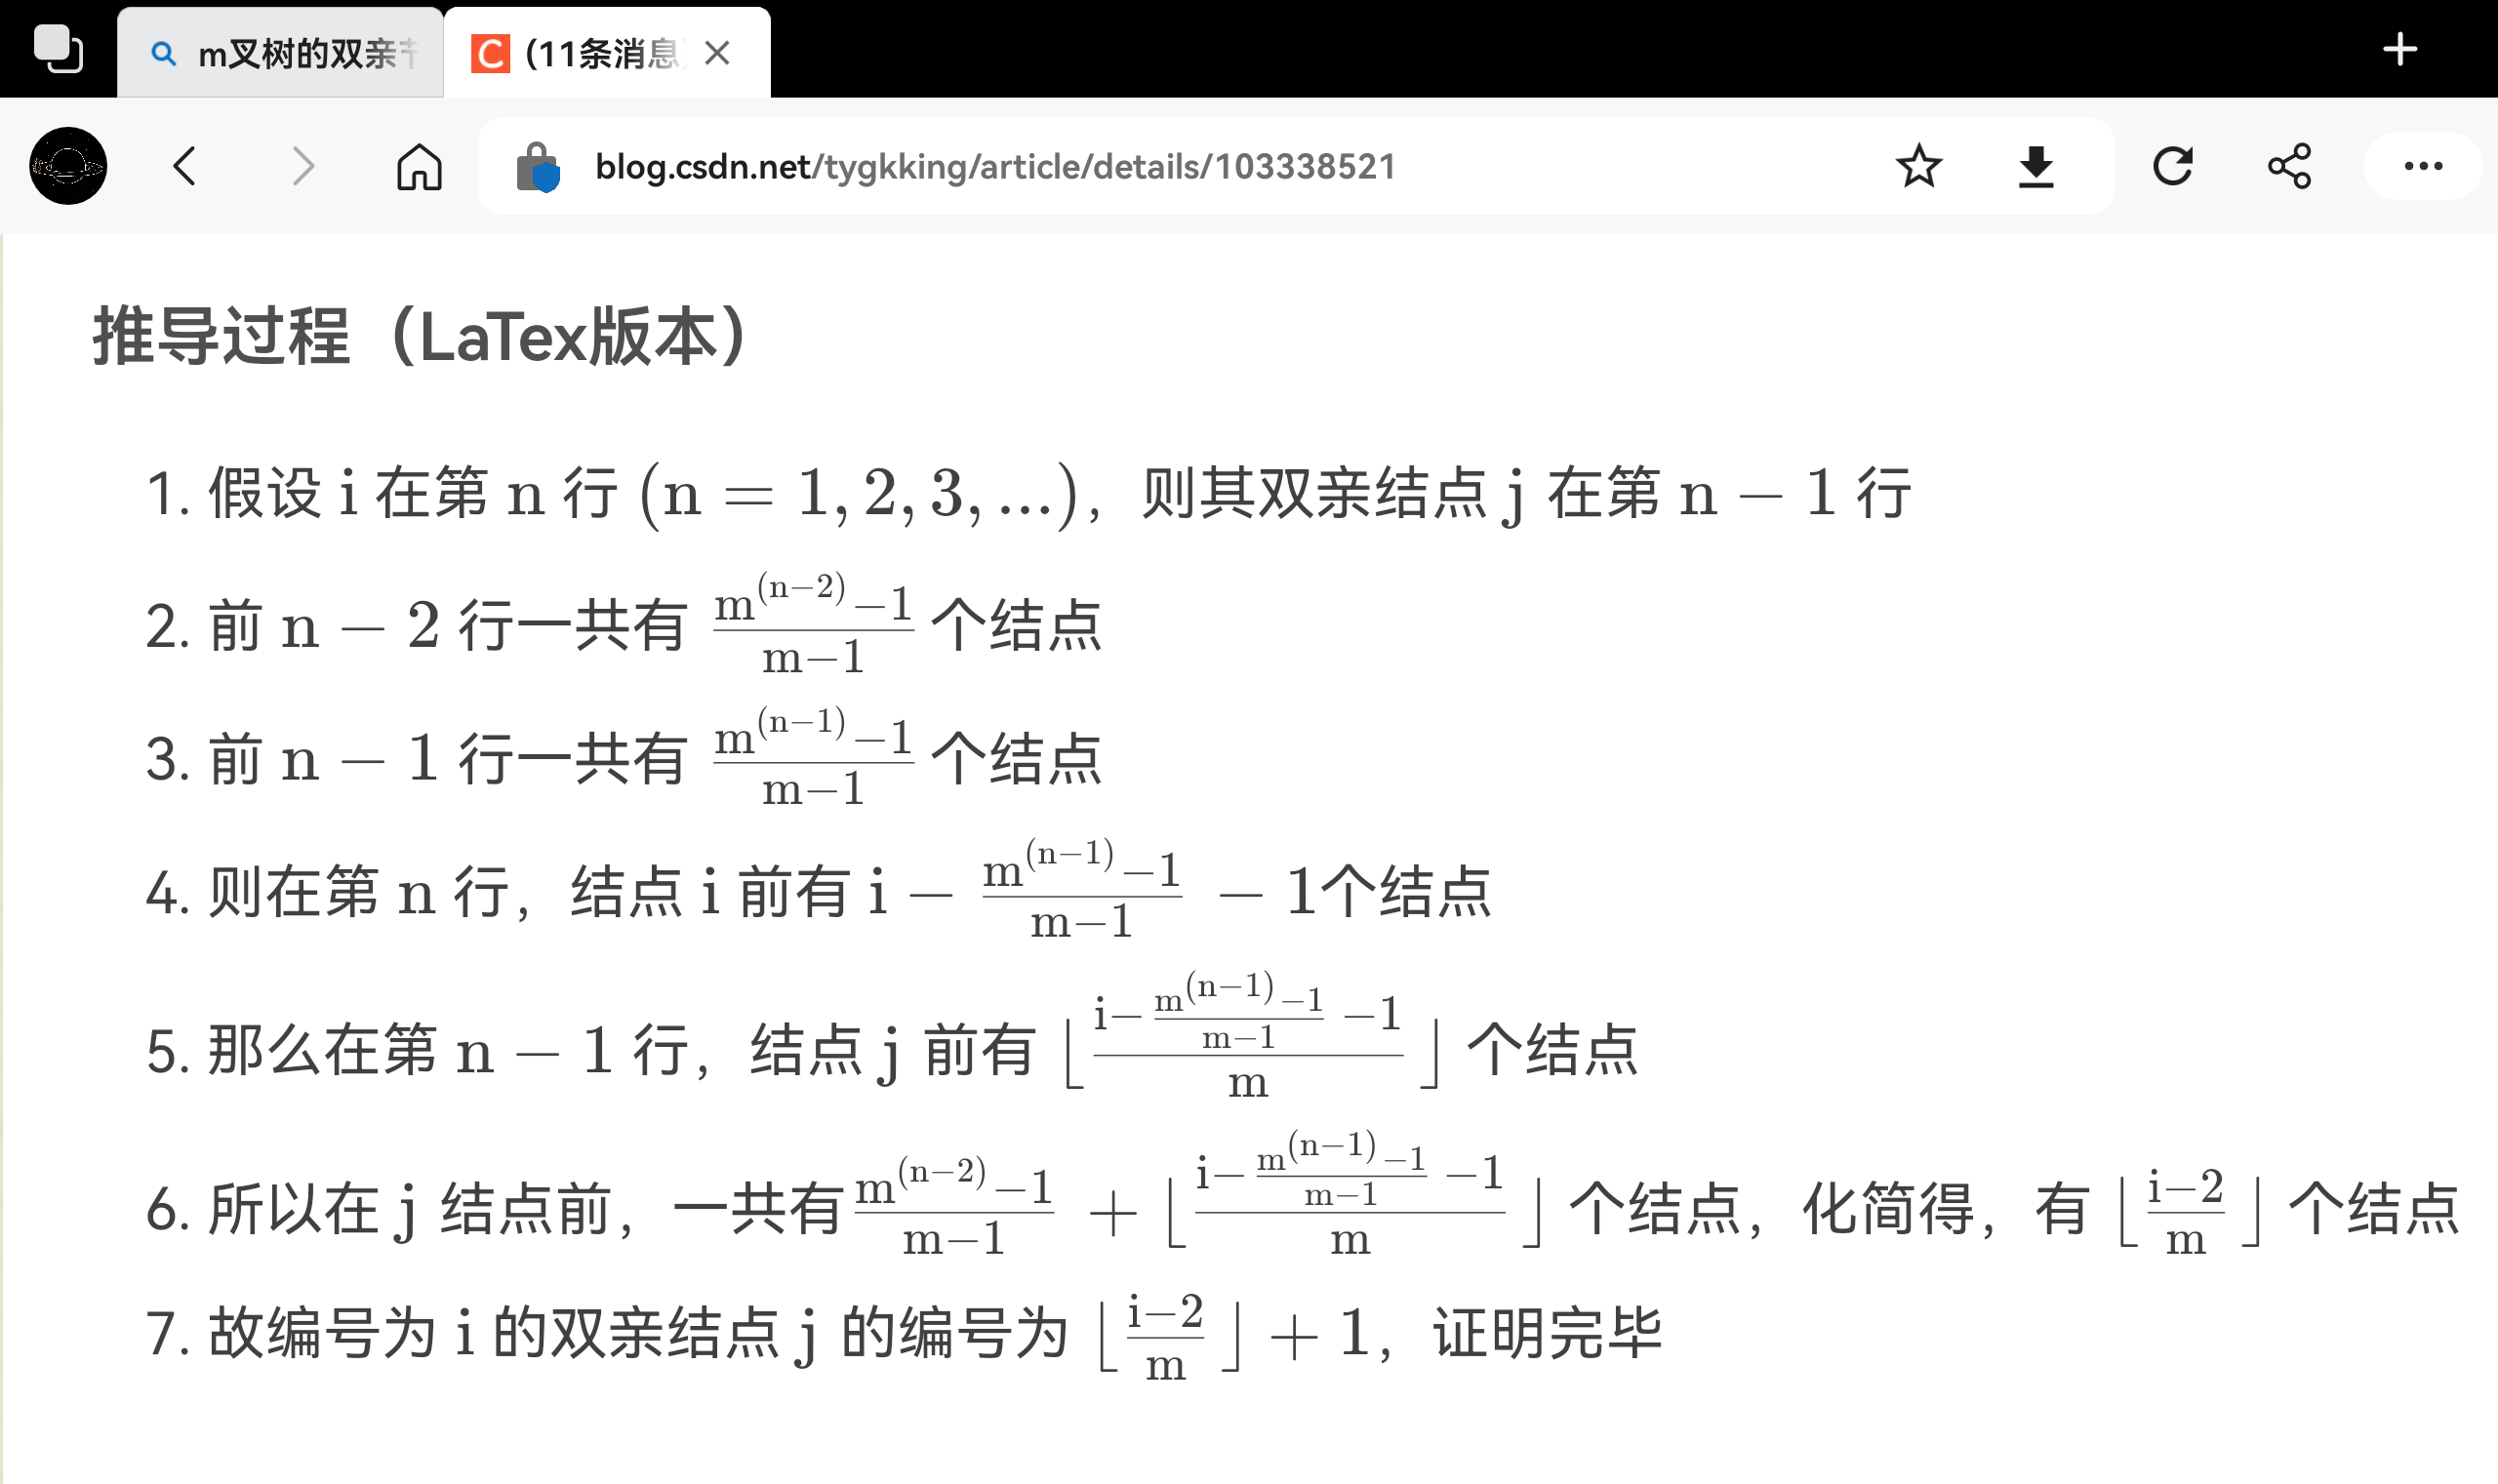 m叉树的双亲 (11条消息
blog.csdn.net/tygkking/article/details/103338521
推导过程（LaTex版本）
1. 假设 i 在第 n 行 (n = 1, 2, 3, ...)，则其双亲结点 j 在第 n − 1 行
2. 前 n − 2 行一共有 \frac{m^{(n-2)}-1}{m-1} 个结点
3. 前 n − 1 行一共有 \frac{m^{(n-1)}-1}{m-1} 个结点
4. 则在第 n 行，结点 i 前有 i − \frac{m^{(n-1)}-1}{m-1} − 1个结点
5. 那么在第 n − 1 行，结点 j 前有 ⌊\frac{i-\frac{m^{(n-1)}-1}{m-1}-1}{m}⌋ 个结点
6. 所以在 j 结点前，一共有 \frac{m^{(n-2)}-1}{m-1} + ⌊\frac{i-\frac{m^{(n-1)}-1}{m-1}-1}{m}⌋ 个结点，化简得，有 ⌊\frac{i-2}{m}⌋ 个结点
7. 故编号为 i 的双亲结点 j 的编号为 ⌊\frac{i-2}{m}⌋ + 1，证明完毕